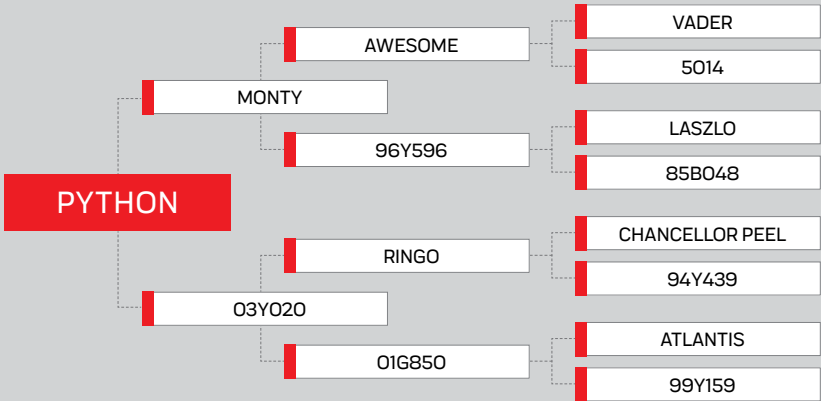 VADER
AWESOME
5014
MONTY
LASZLO
96Y596
85B048
PYTHON
CHANCELLOR PEEL
RINGO
94Y439
03Y020
ATLANTIS
01G850
99Y159